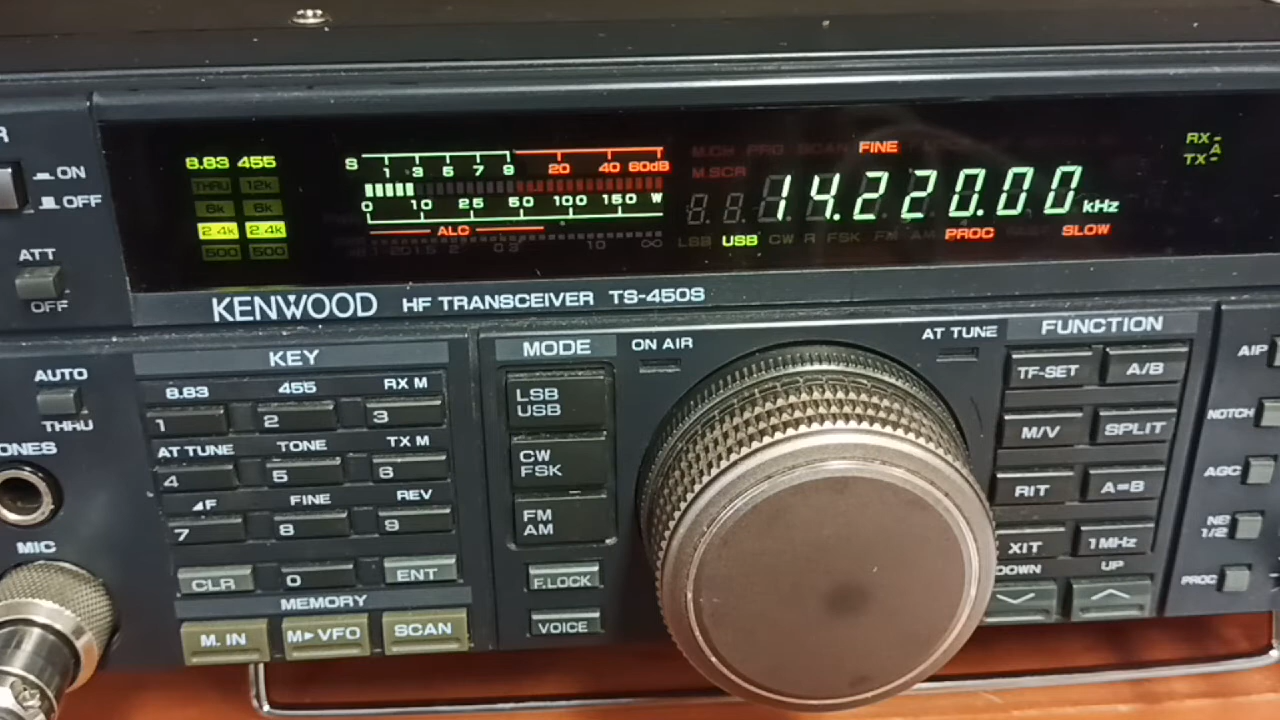 R
ON
OFF
ATT
OFF
8.83 455
THRU 12k
6k 6k
2.4k 2.4k
500 500
S 1 3 5 7 9 20 40 60dB
0 10 25 50 100 150 W
ALC
10 ∞
M.CH PRG SCAN FINE
M.SCR
14.220.00 kHz
LSB USB CW R FSK FM AM PROC SLOW
RX
A
TX
KENWOOD HF TRANSCEIVER TS-450S
AUTO
THRU
ONES
MIC
KEY
8.83 455 RX M
1 2 3
AT TUNE TONE TX M
4 5 6
⊿F FINE REV
7 8 9
CLR 0 ENT
MEMORY
M. IN M▶VFO SCAN
MODE
LSB
USB
CW
FSK
FM
AM
F.LOCK
VOICE
ON AIR
AT TUNE
FUNCTION
TF-SET A/B
M/V SPLIT
RIT A=B
XIT 1MHz
DOWN UP
AIP
NOTCH
AGC
NB
1/2
PROC